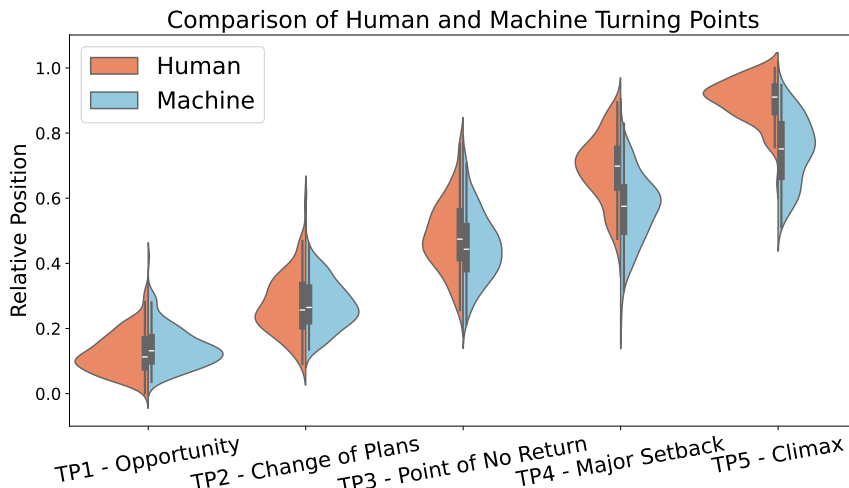 Comparison of Human and Machine Turning Points
Human
Machine
Relative Position
1.0
0.8
0.6
0.4
0.2
0.0
TP1 - Opportunity
TP2 - Change of Plans
TP3 - Point of No Return
TP4 - Major Setback
TP5 - Climax